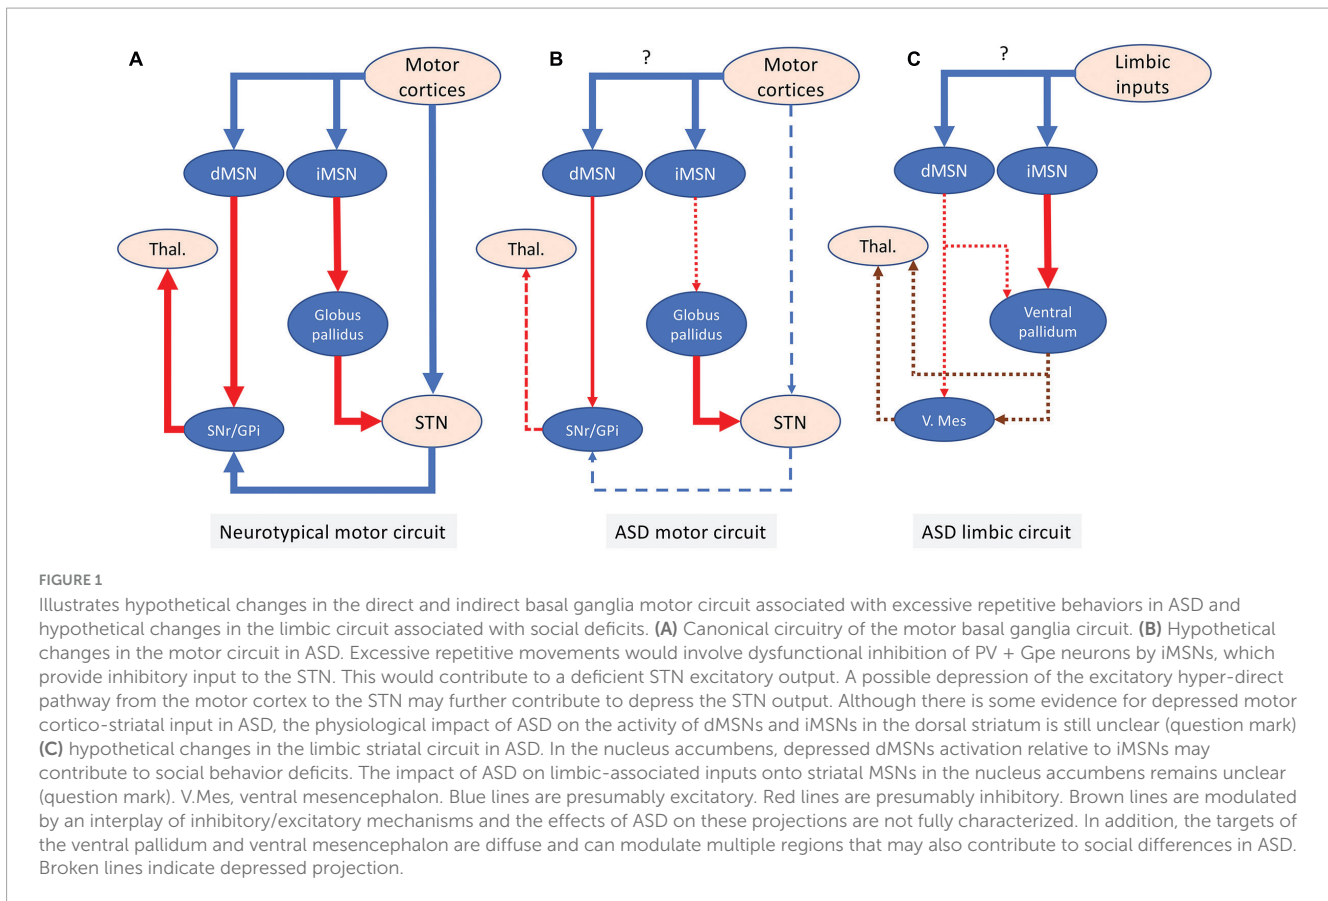 A
Motor
cortices
dMSN
iMSN
Thal.
Globus
pallidus
SNr/GPi
STN
Neurotypical motor circuit
B
?
Motor
cortices
dMSN
iMSN
Thal.
Globus
pallidus
SNr/GPi
STN
ASD motor circuit
C
?
Limbic
inputs
dMSN
iMSN
Thal.
Ventral
pallidum
V. Mes
ASD limbic circuit
FIGURE 1
Illustrates hypothetical changes in the direct and indirect basal ganglia motor circuit associated with excessive repetitive behaviors in ASD and
hypothetical changes in the limbic circuit associated with social deficits. (A) Canonical circuitry of the motor basal ganglia circuit. (B) Hypothetical
changes in the motor circuit in ASD. Excessive repetitive movements would involve dysfunctional inhibition of PV + Gpe neurons by iMSNs, which
provide inhibitory input to the STN. This would contribute to a deficient STN excitatory output. A possible depression of the excitatory hyper-direct
pathway from the motor cortex to the STN may further contribute to depress the STN output. Although there is some evidence for depressed motor
cortico-striatal input in ASD, the physiological impact of ASD on the activity of dMSNs and iMSNs in the dorsal striatum is still unclear (question mark)
(C) hypothetical changes in the limbic striatal circuit in ASD. In the nucleus accumbens, depressed dMSNs activation relative to iMSNs may
contribute to social behavior deficits. The impact of ASD on limbic-associated inputs onto striatal MSNs in the nucleus accumbens remains unclear
(question mark). V.Mes, ventral mesencephalon. Blue lines are presumably excitatory. Red lines are presumably inhibitory. Brown lines are modulated
by an interplay of inhibitory/excitatory mechanisms and the effects of ASD on these projections are not fully characterized. In addition, the targets of
the ventral pallidum and ventral mesencephalon are diffuse and can modulate multiple regions that may also contribute to social differences in ASD.
Broken lines indicate depressed projection.